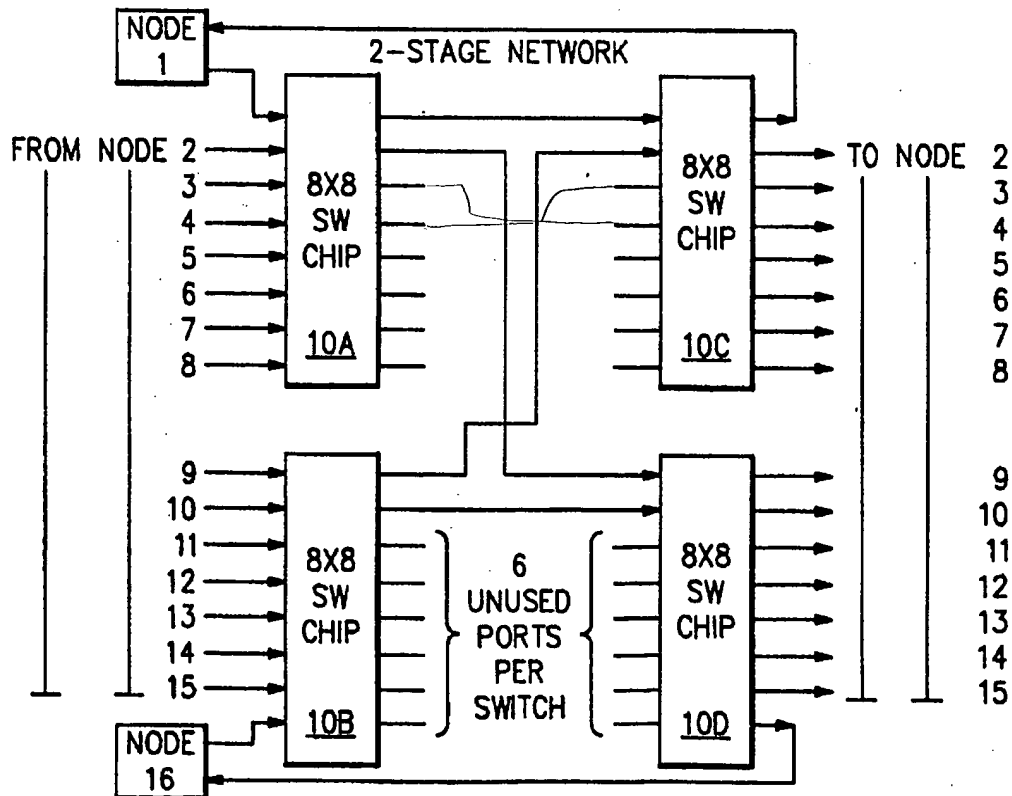 NODE
1
2-STAGE NETWORK
FROM NODE 2
3
4
5
6
7
8
8X8
SW
CHIP
10A
8X8
SW
CHIP
10C
TO NODE 2
3
4
5
6
7
8
9
10
11
12
13
14
15
8X8
SW
CHIP
10B
6
UNUSED
PORTS
PER
SWITCH
8X8
SW
CHIP
10D
9
10
11
12
13
14
15
NODE
16